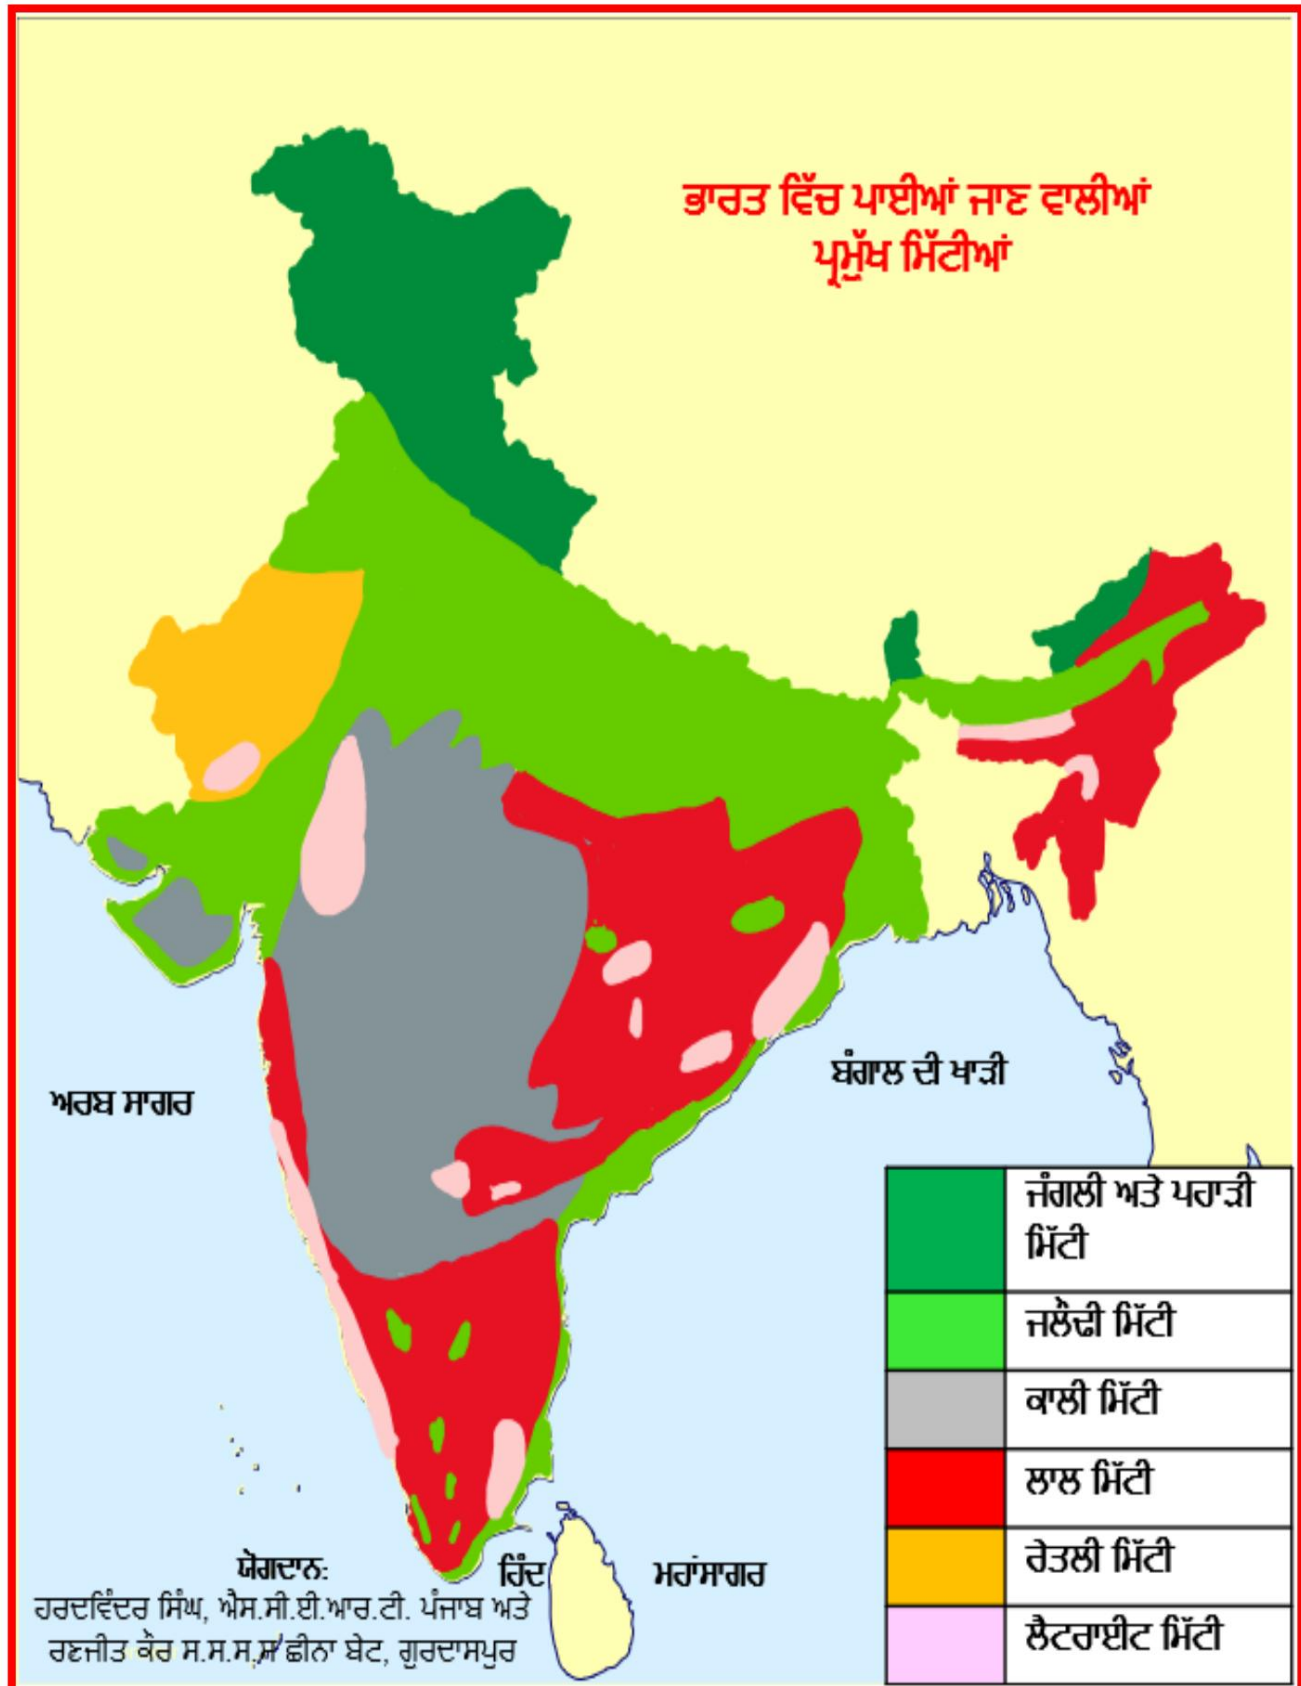 ਭਾਰਤ ਵਿੱਚ ਪਾਈਆਂ ਜਾਣ ਵਾਲੀਆਂ
ਪ੍ਰਮੁੱਖ ਮਿੱਟੀਆਂ
ਅਰਬ ਸਾਗਰ
ਬੰਗਾਲ ਦੀ ਖਾੜੀ
ਜੰਗਲੀ ਅਤੇ ਪਹਾੜੀ
ਮਿੱਟੀ
ਜਲੌਢੀ ਮਿੱਟੀ
ਕਾਲੀ ਮਿੱਟੀ
ਲਾਲ ਮਿੱਟੀ
ਰੇਤਲੀ ਮਿੱਟੀ
ਲੈਟਰਾਈਟ ਮਿੱਟੀ
ਹਿੰਦ ਮਹਾਂਸਾਗਰ
ਯੋਗਦਾਨ:
ਹਰਦਵਿੰਦਰ ਸਿੰਘ, ਐਸ.ਸੀ.ਈ.ਆਰ.ਟੀ. ਪੰਜਾਬ ਅਤੇ
ਰਣਜੀਤ ਕੌਰ ਸ.ਸ.ਸ.ਸ ਛੀਨਾ ਬੇਟ, ਗੁਰਦਾਸਪੁਰ